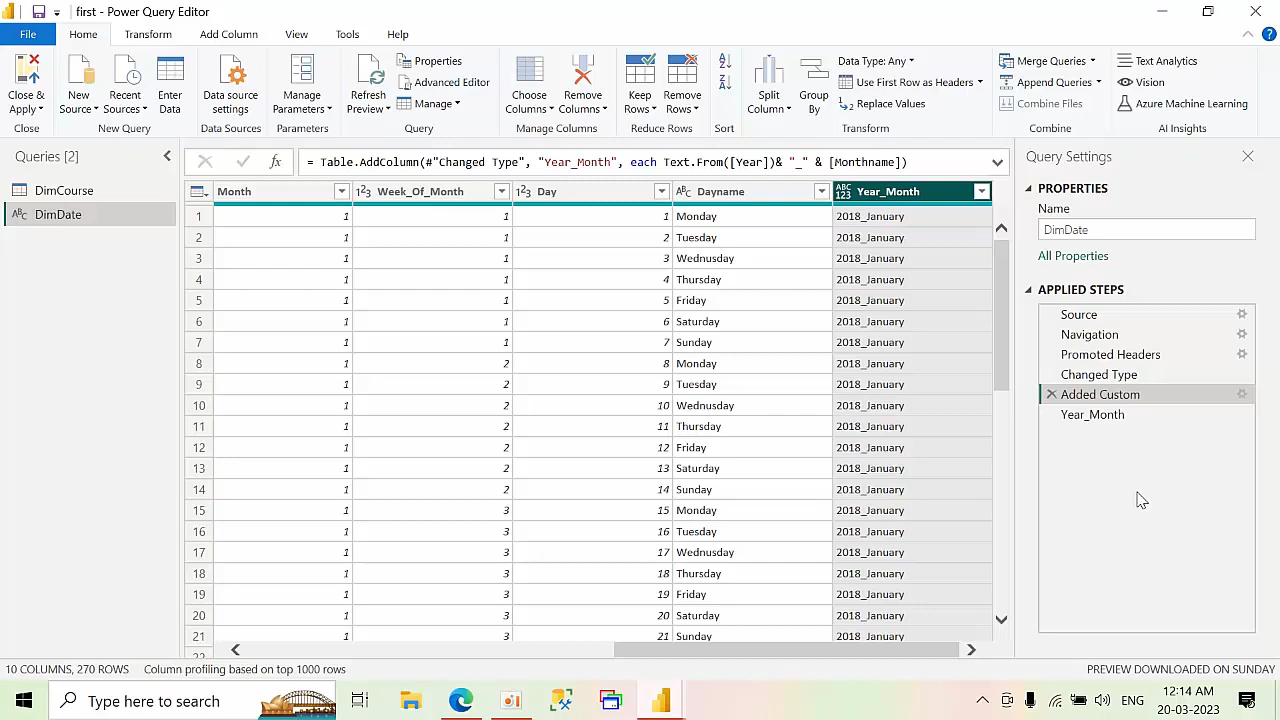 first - Power Query Editor
File Home Transform Add Column View Tools Help
Close & Apply
New Source
Recent Sources
Enter Data
Data source settings
Manage Parameters
Refresh Preview
Properties
Advanced Editor
Manage
Choose Columns
Remove Columns
Keep Rows
Remove Rows
Split Column
Group By
Data Type: Any
Use First Row as Headers
Replace Values
Merge Queries
Append Queries
Combine Files
Text Analytics
Vision
Azure Machine Learning
Close New Query Data Sources Parameters Query Manage Columns Reduce Rows Sort Transform Combine AI Insights
Queries [2]
DimCourse
DimDate
= Table.AddColumn(#"Changed Type", "Year_Month", each Text.From([Year])& "_" & [Monthname])
Month Week_Of_Month Day Dayname Year_Month
1 1 1 1 Monday 2018_January
2 1 1 2 Tuesday 2018_January
3 1 1 3 Wednusday 2018_January
4 1 1 4 Thursday 2018_January
5 1 1 5 Friday 2018_January
6 1 1 6 Saturday 2018_January
7 1 1 7 Sunday 2018_January
8 1 2 8 Monday 2018_January
9 1 2 9 Tuesday 2018_January
10 1 2 10 Wednusday 2018_January
11 1 2 11 Thursday 2018_January
12 1 2 12 Friday 2018_January
13 1 2 13 Saturday 2018_January
14 1 2 14 Sunday 2018_January
15 1 3 15 Monday 2018_January
16 1 3 16 Tuesday 2018_January
17 1 3 17 Wednusday 2018_January
18 1 3 18 Thursday 2018_January
19 1 3 19 Friday 2018_January
20 1 3 20 Saturday 2018_January
21 1 3 21 Sunday 2018_January
22
Query Settings
PROPERTIES
Name
DimDate
All Properties
APPLIED STEPS
Source
Navigation
Promoted Headers
Changed Type
Added Custom
Year_Month
10 COLUMNS, 270 ROWS Column profiling based on top 1000 rows
PREVIEW DOWNLOADED ON SUNDAY
Type here to search
ENG
12:14 AM
20-03-2023